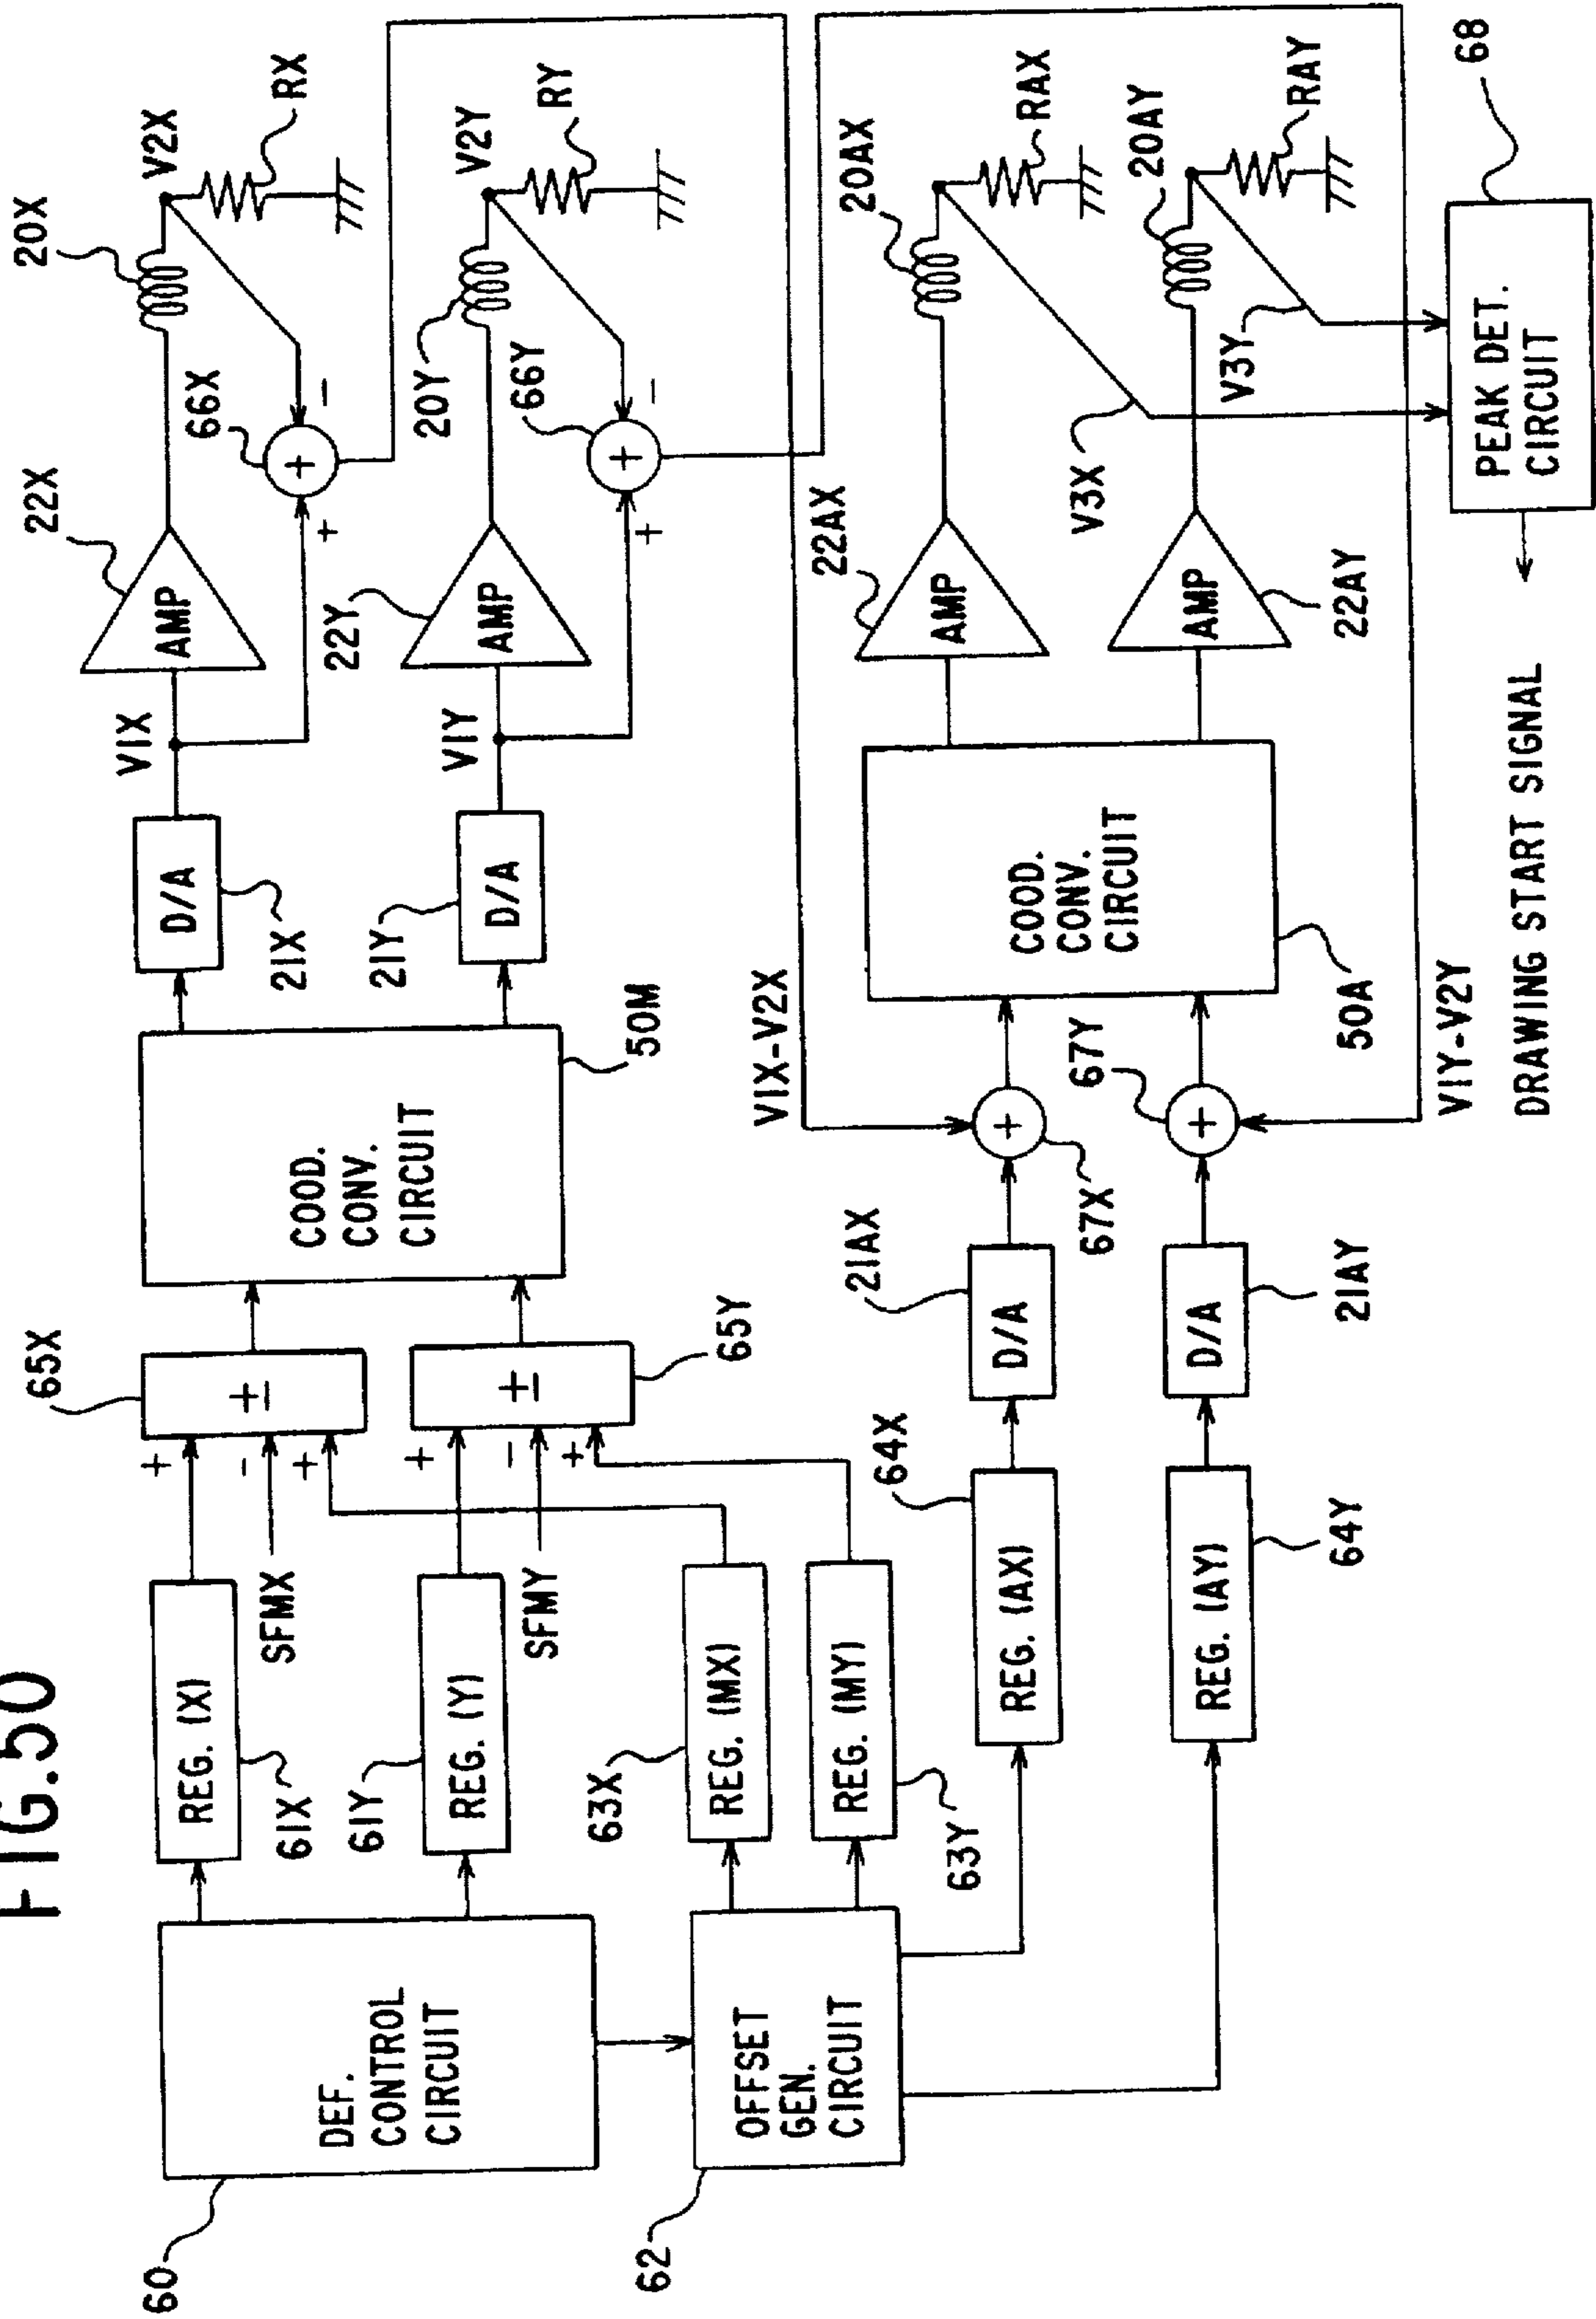 FIG.50
60
DEF.
CONTROL
CIRCUIT
REG. (X)
61X
REG. (Y)
61Y
SFMX
SFMY
+
-
+
65X
±
+
-
+
65Y
±
COOD.
CONV.
CIRCUIT
50M
D/A
21X
D/A
21Y
V1X
V1Y
AMP
22X
AMP
22Y
+
66X
+
-
+
66Y
+
-
20X
20Y
V2X
V2Y
RX
RY
62
OFFSET
GEN.
CIRCUIT
REG. (MX)
63X
REG. (MY)
63Y
REG. (AX)
64X
REG. (AY)
64Y
D/A
21AX
D/A
21AY
V1X-V2X
+
67X
+
67Y
V1Y-V2Y
COOD.
CONV.
CIRCUIT
50A
AMP
22AX
AMP
22AY
20AX
20AY
RAX
RAY
V3X
V3Y
PEAK DET.
CIRCUIT
68
DRAWING START SIGNAL